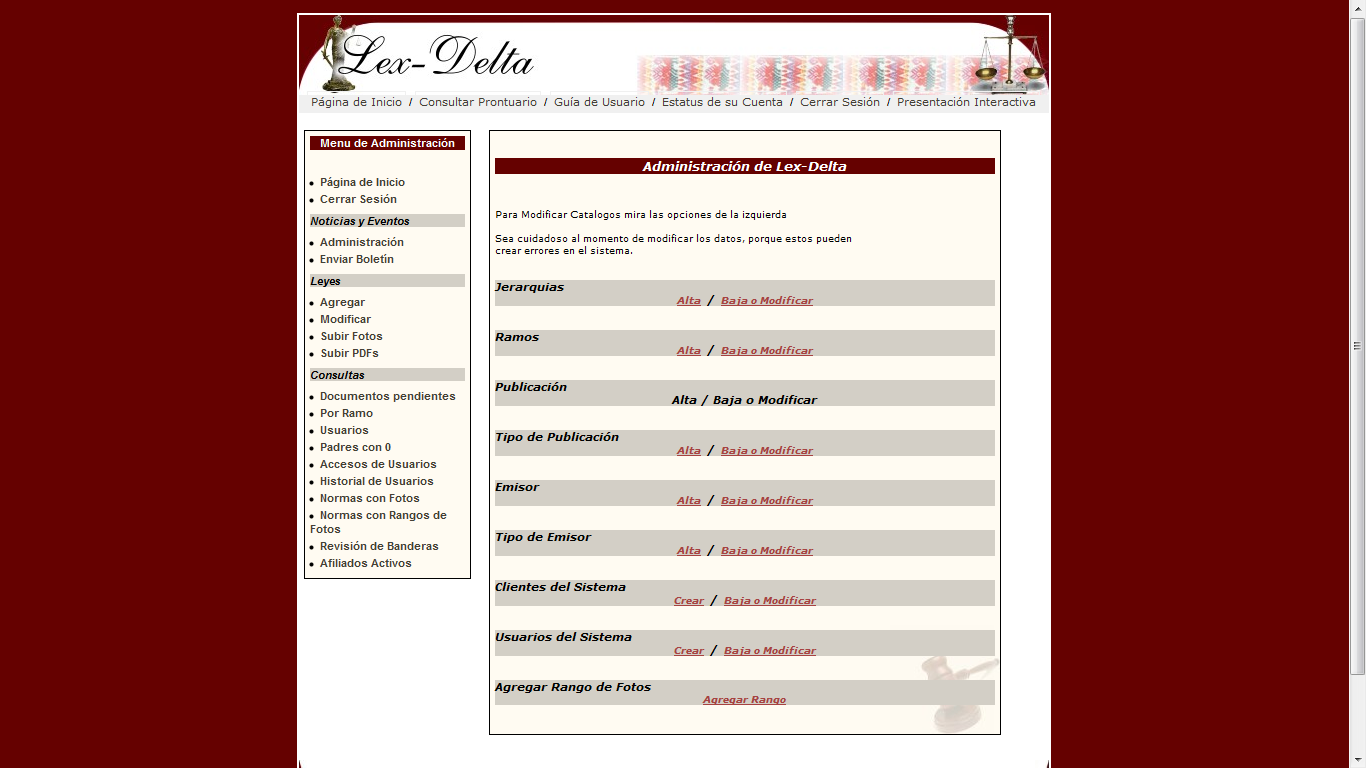 Lex-Delta
Página de Inicio / Consultar Prontuario / Guía de Usuario / Estatus de su Cuenta / Cerrar Sesión / Presentación Interactiva
Menu de Administración
Página de Inicio
Cerrar Sesión
Noticias y Eventos
Administración
Enviar Boletín
Leyes
Agregar
Modificar
Subir Fotos
Subir PDFs
Consultas
Documentos pendientes
Por Ramo
Usuarios
Padres con 0
Accesos de Usuarios
Historial de Usuarios
Normas con Fotos
Normas con Rangos de
Fotos
Revisión de Banderas
Afiliados Activos
Administración de Lex-Delta
Para Modificar Catalogos mira las opciones de la izquierda
Sea cuidadoso al momento de modificar los datos, porque estos pueden
crear errores en el sistema.
Jerarquias
Alta / Baja o Modificar
Ramos
Alta / Baja o Modificar
Publicación
Alta / Baja o Modificar
Tipo de Publicación
Alta / Baja o Modificar
Emisor
Alta / Baja o Modificar
Tipo de Emisor
Alta / Baja o Modificar
Clientes del Sistema
Crear / Baja o Modificar
Usuarios del Sistema
Crear / Baja o Modificar
Agregar Rango de Fotos
Agregar Rango